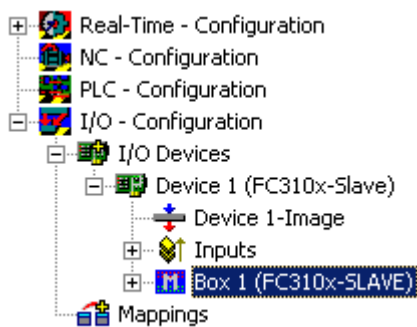 Real-Time - Configuration
NC - Configuration
PLC - Configuration
I/O - Configuration
I/O Devices
Device 1 (FC310x-Slave)
Device 1-Image
Inputs
Box 1 (FC310x-SLAVE)
Mappings